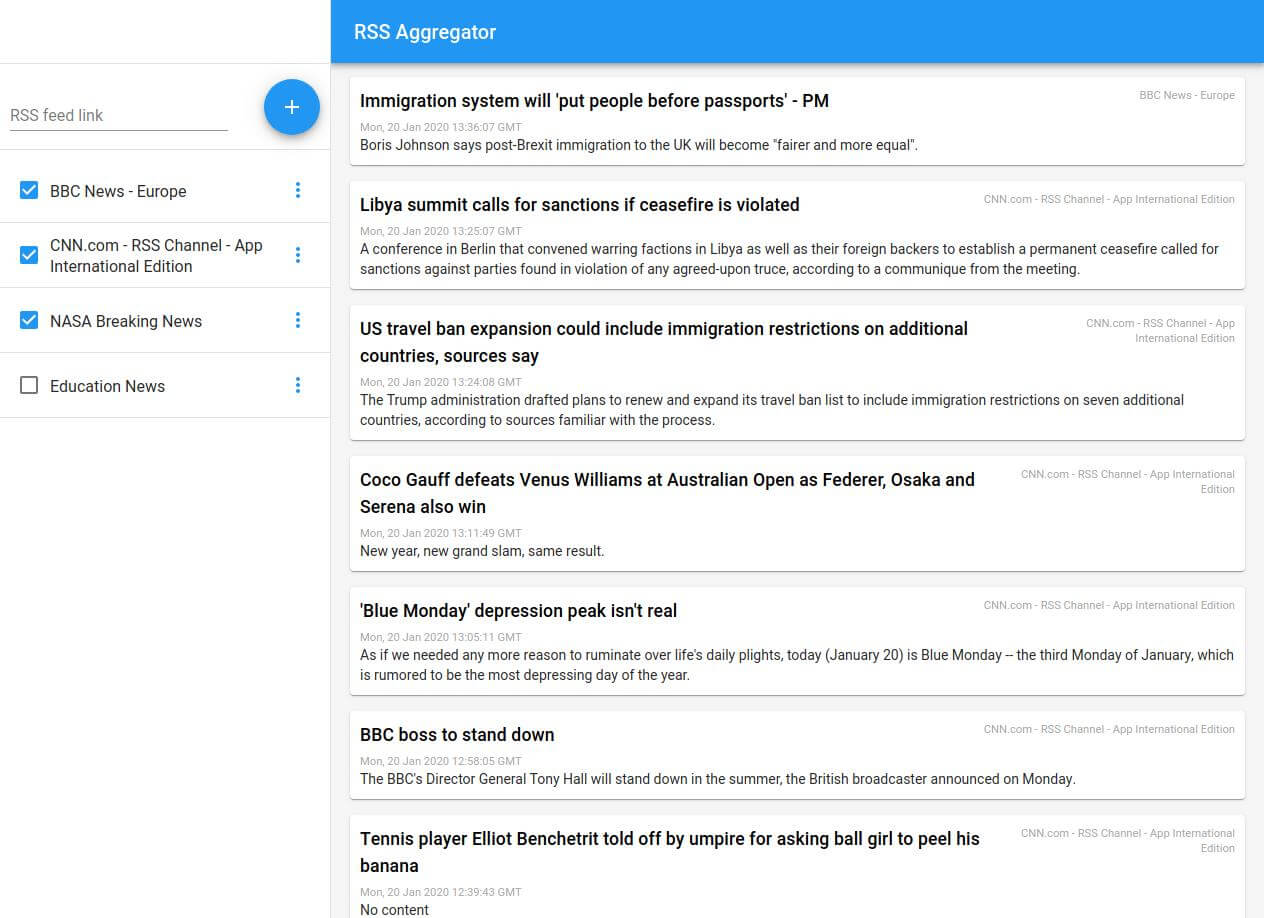 RSS Aggregator
RSS feed link
+
BBC News - Europe
CNN.com - RSS Channel - App
International Edition
NASA Breaking News
Education News
Immigration system will 'put people before passports' - PM
BBC News - Europe
Mon, 20 Jan 2020 13:36:07 GMT
Boris Johnson says post-Brexit immigration to the UK will become "fairer and more equal".
Libya summit calls for sanctions if ceasefire is violated
CNN.com - RSS Channel - App International Edition
Mon, 20 Jan 2020 13:25:07 GMT
A conference in Berlin that convened warring factions in Libya as well as their foreign backers to establish a permanent ceasefire called for
sanctions against parties found in violation of any agreed-upon truce, according to a communique from the meeting.
US travel ban expansion could include immigration restrictions on additional
countries, sources say
CNN.com - RSS Channel - App
International Edition
Mon, 20 Jan 2020 13:24:08 GMT
The Trump administration drafted plans to renew and expand its travel ban list to include immigration restrictions on seven additional
countries, according to sources familiar with the process.
Coco Gauff defeats Venus Williams at Australian Open as Federer, Osaka and
Serena also win
CNN.com - RSS Channel - App International
Edition
Mon, 20 Jan 2020 13:11:49 GMT
New year, new grand slam, same result.
'Blue Monday' depression peak isn't real
CNN.com - RSS Channel - App International Edition
Mon, 20 Jan 2020 13:05:11 GMT
As if we needed any more reason to ruminate over life's daily plights, today (January 20) is Blue Monday -- the third Monday of January, which
is rumored to be the most depressing day of the year.
BBC boss to stand down
CNN.com - RSS Channel - App International Edition
Mon, 20 Jan 2020 12:58:05 GMT
The BBC's Director General Tony Hall will stand down in the summer, the British broadcaster announced on Monday.
Tennis player Elliot Benchetrit told off by umpire for asking ball girl to peel his
banana
CNN.com - RSS Channel - App International
Edition
Mon, 20 Jan 2020 12:39:43 GMT
No content